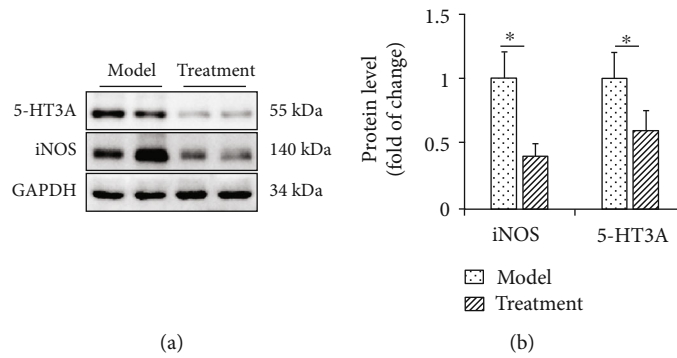 Model Treatment
5-HT3A 55 kDa
iNOS 140 kDa
GAPDH 34 kDa
(a)
Protein level
(fold of change)
1.5
1
0.5
0
* *
iNOS 5-HT3A
Model
Treatment
(b)